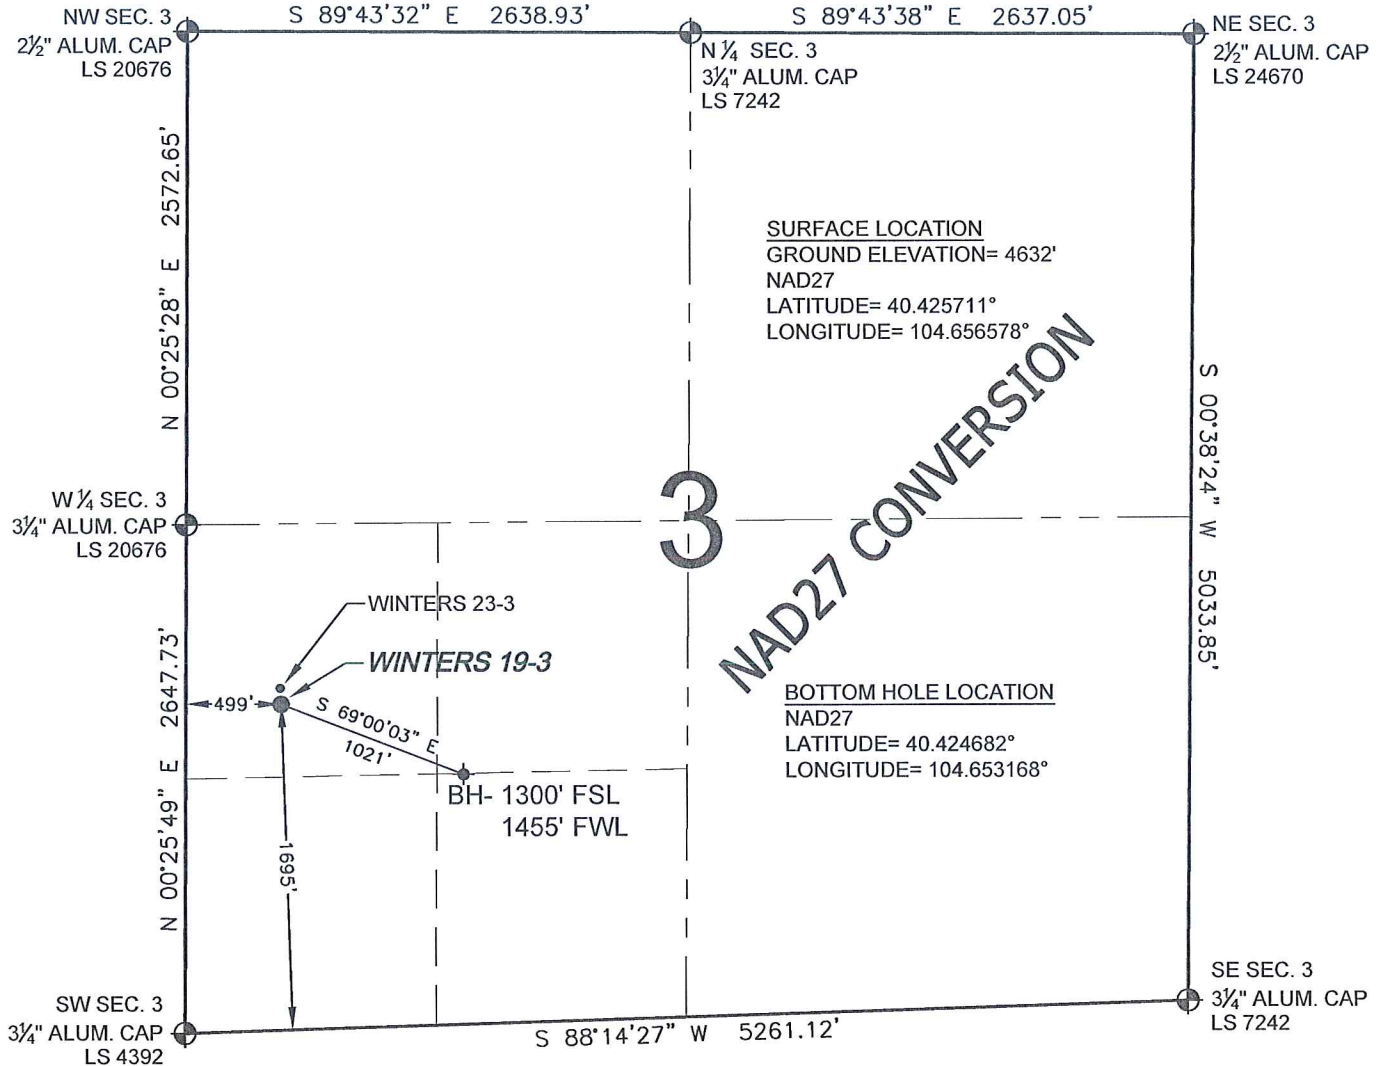 S 89°43'32" E 2638.93'
S 89°43'38" E 2637.05'
NW SEC. 3
2½" ALUM. CAP
LS 20676
N ¼ SEC. 3
3¼" ALUM. CAP
LS 7242
NE SEC. 3
2½" ALUM. CAP
LS 24670
N 00°25'28" E 2572.65'
SURFACE LOCATION
GROUND ELEVATION= 4632'
NAD27
LATITUDE= 40.425711°
LONGITUDE= 104.656578°
NAD27 CONVERSION
S 00°38'24" W 5033.85'
3
W ¼ SEC. 3
3¼" ALUM. CAP
LS 20676
WINTERS 23-3
WINTERS 19-3
499'
S 69°00'03" E
1021'
N 00°25'49" E 2647.73'
BH- 1300' FSL
1455' FWL
BOTTOM HOLE LOCATION
NAD27
LATITUDE= 40.424682°
LONGITUDE= 104.653168°
1695'
SW SEC. 3
3¼" ALUM. CAP
LS 4392
S 88°14'27" W 5261.12'
SE SEC. 3
3¼" ALUM. CAP
LS 7242